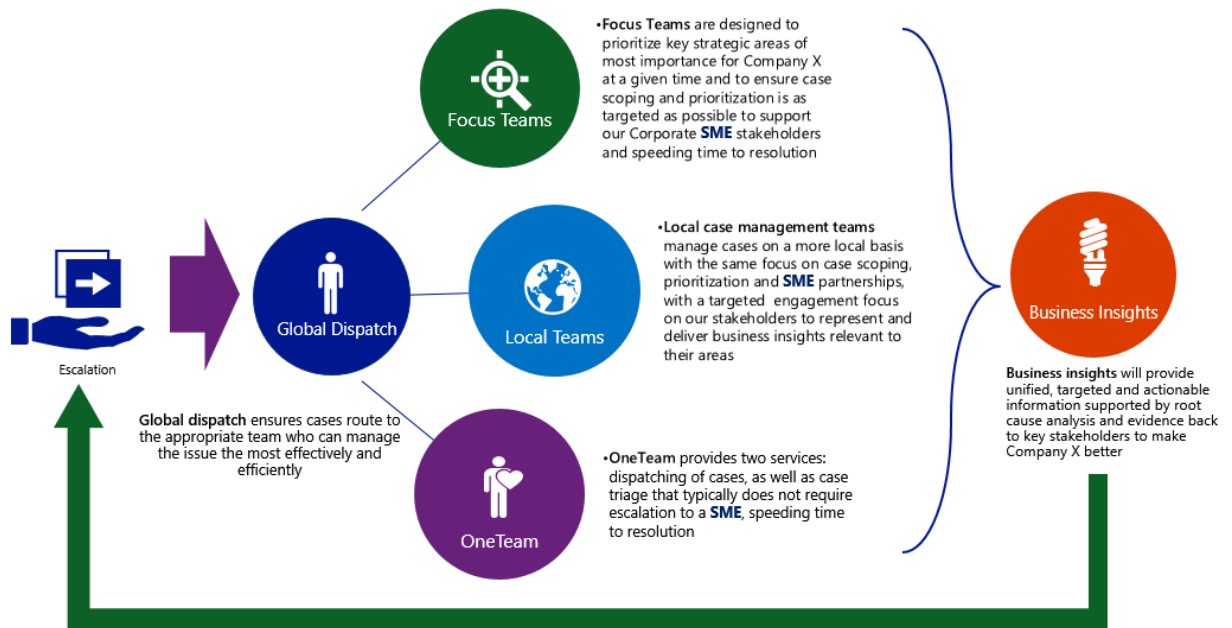 Focus Teams
•Focus Teams are designed to
prioritize key strategic areas of
most importance for Company X
at a given time and to ensure case
scoping and prioritization is as
targeted as possible to support
our Corporate SME stakeholders
and speeding time to resolution
Escalation
Global Dispatch
Global dispatch ensures cases route to
the appropriate team who can manage
the issue the most effectively and
efficiently
Local Teams
•Local case management teams
manage cases on a more local basis
with the same focus on case scoping,
prioritization and SME partnerships,
with a targeted engagement focus
on our stakeholders to represent and
deliver business insights relevant to
their areas
OneTeam
•OneTeam provides two services:
dispatching of cases, as well as case
triage that typically does not require
escalation to a SME, speeding time
to resolution
Business Insights
Business insights will provide
unified, targeted and actionable
information supported by root
cause analysis and evidence back
to key stakeholders to make
Company X better